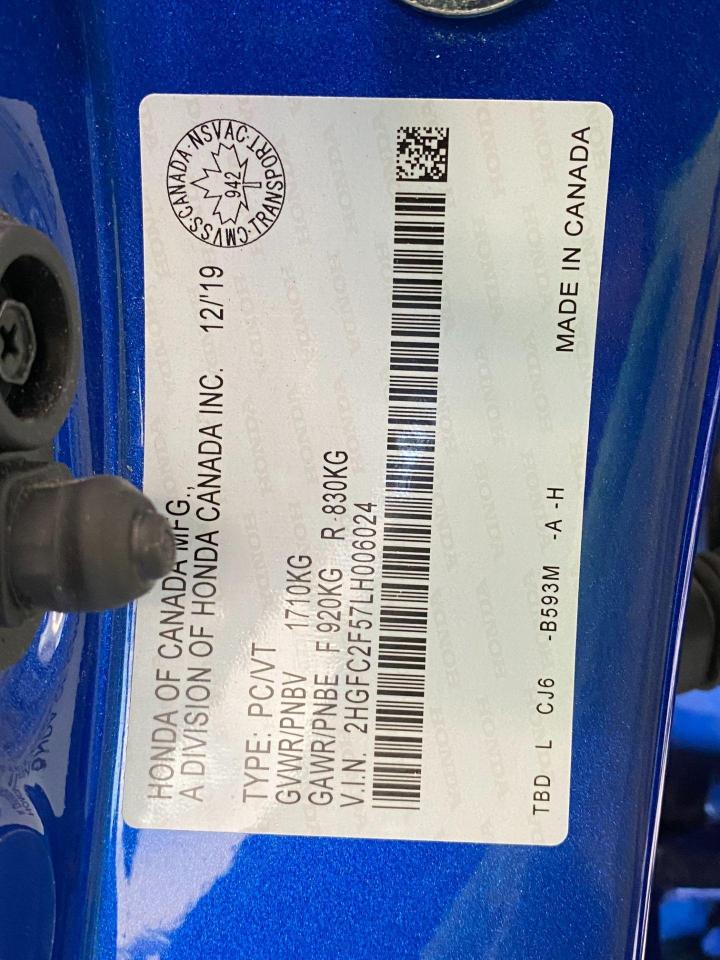 HONDA OF CANADA MFG.,
A DIVISION OF HONDA CANADA INC. 12/'19
CMVSS·CANADA·NSVAC·TRANSPORT
942
TYPE: PC/VT
GVWR/PNBV 1710KG
GAWR/PNBE F 920KG R 830KG
V.I.N. 2HGFC2F57LH006024
TBD L CJ6 -B593M -A -H MADE IN CANADA